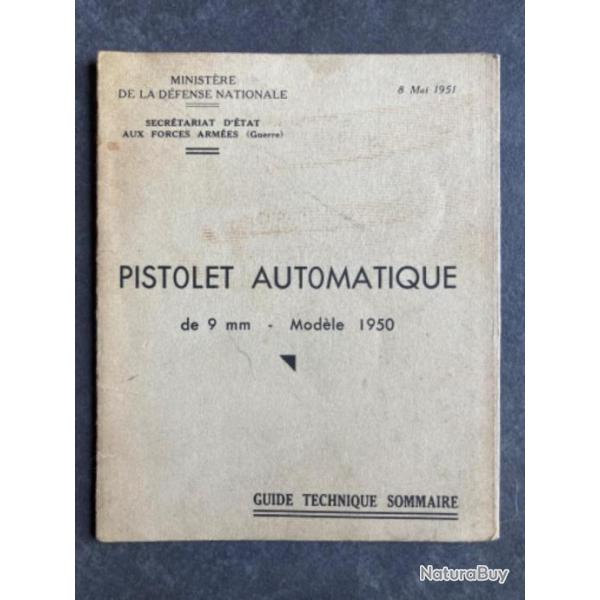 MINISTÈRE
DE LA DÉFENSE NATIONALE
8 Mai 1951
SECRÉTARIAT D'ÉTAT
AUX FORCES ARMÉES (Guerre)
PISTOLET AUTOMATIQUE
de 9 mm - Modèle 1950
GUIDE TECHNIQUE SOMMAIRE
NaturaBuy